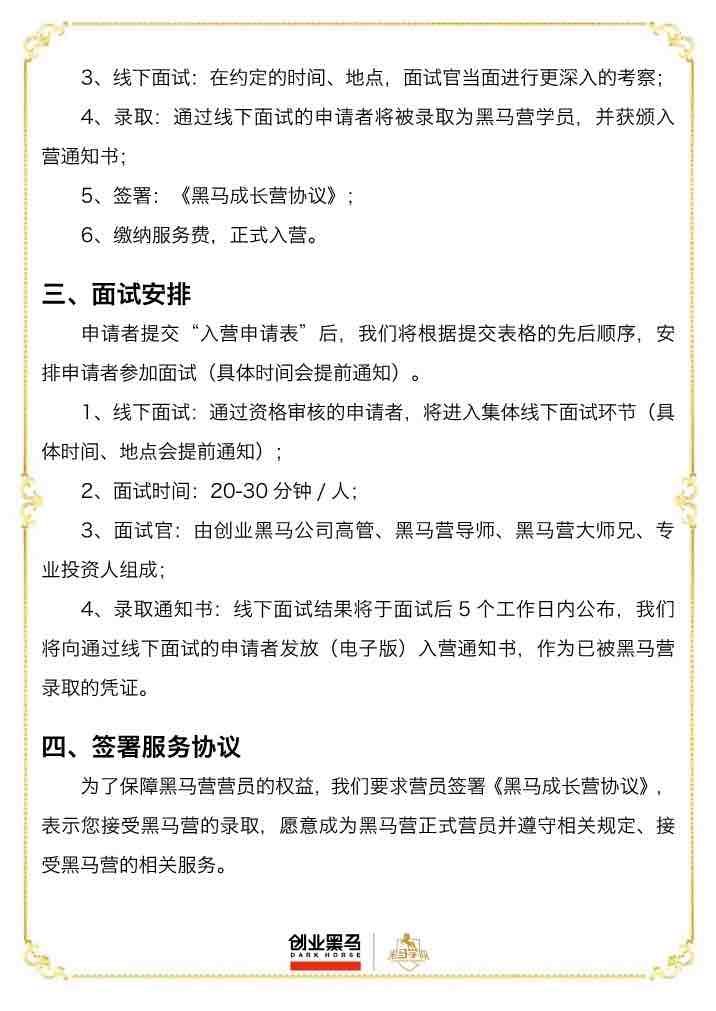 3、线下面试：在约定的时间、地点，面试官当面进行更深入的考察；
4、录取：通过线下面试的申请者将被录取为黑马营学员，并获颁入
营通知书；
5、签署：《黑马成长营协议》；
6、缴纳服务费，正式入营。
三、面试安排
申请者提交“入营申请表”后，我们将根据提交表格的先后顺序，安
排申请者参加面试（具体时间会提前通知）。
1、线下面试：通过资格审核的申请者，将进入集体线下面试环节（具
体时间、地点会提前通知）；
2、面试时间：20-30 分钟 / 人；
3、面试官：由创业黑马公司高管、黑马营导师、黑马营大师兄、专
业投资人组成；
4、录取通知书：线下面试结果将于面试后 5 个工作日内公布，我们
将向通过线下面试的申请者发放（电子版）入营通知书，作为已被黑马营
录取的凭证。
四、签署服务协议
为了保障黑马营营员的权益，我们要求营员签署《黑马成长营协议》，
表示您接受黑马营的录取，愿意成为黑马营正式营员并遵守相关规定、接
受黑马营的相关服务。
创业黑马
DARK HORSE
黑马学院